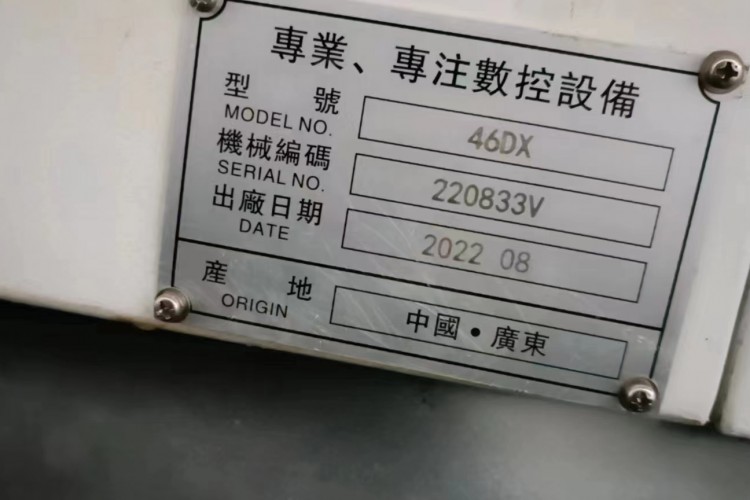 專業、專注數控設備
型 號 46DX
MODEL NO.
機械編碼 220833V
SERIAL NO.
出廠日期 2022 08
DATE
産 地 中國·廣東
ORIGIN